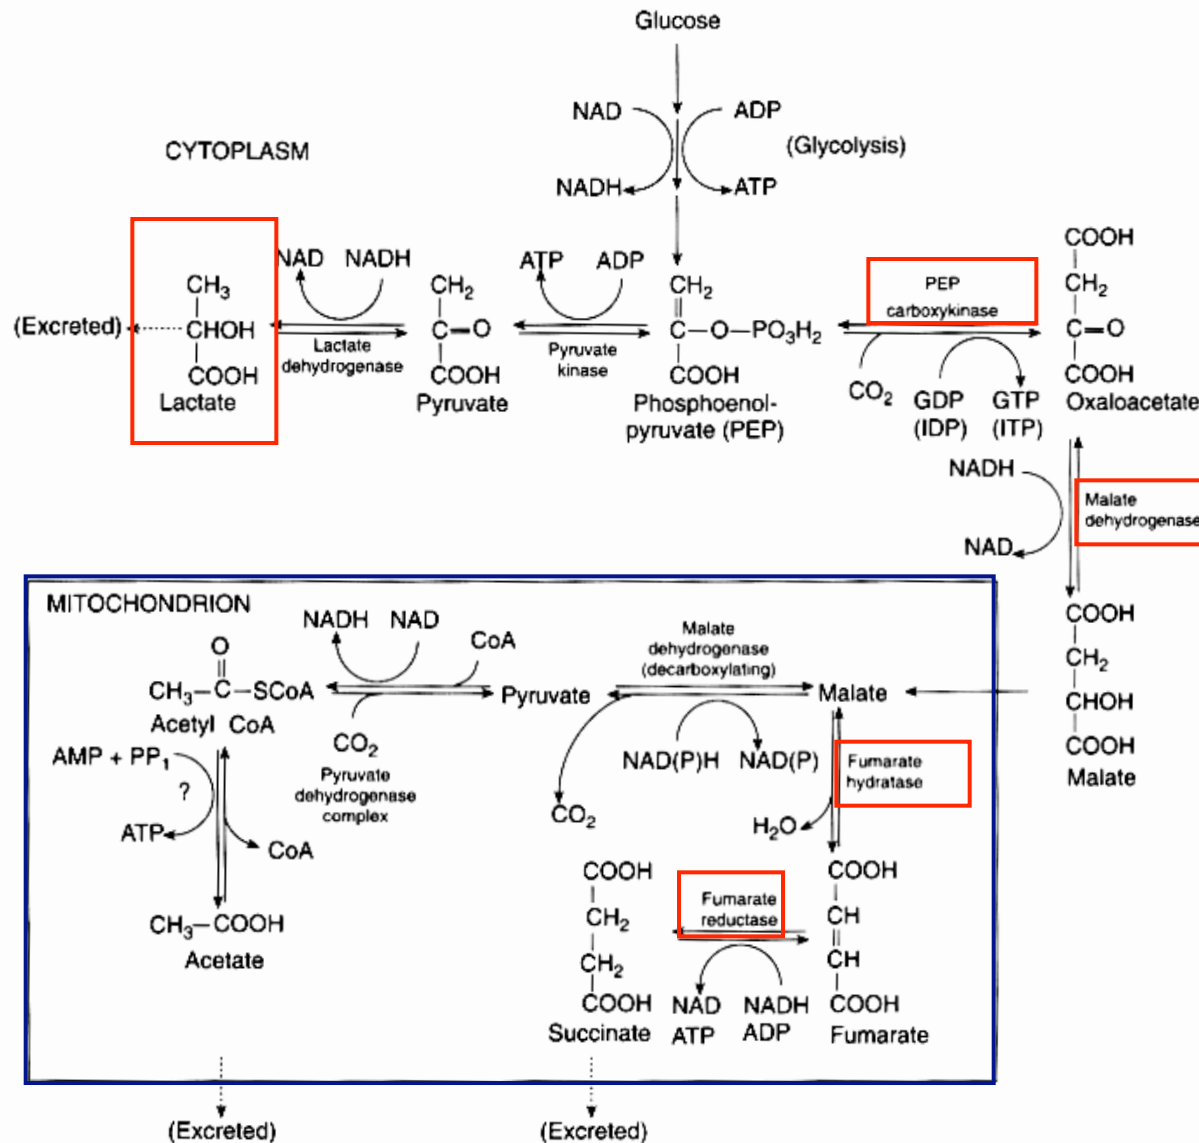 Glucose
NAD
ADP
(Glycolysis)
CYTOPLASM
NADH
ATP
COOH
CH2
C=O
COOH
Oxaloacetate
PEP
carboxykinase
CO2
GDP
(IDP)
GTP
(ITP)
CH2
C—O—PO3H2
COOH
Phosphoenol-
pyruvate (PEP)
ATP
ADP
Pyruvate
kinase
CH2
C=O
COOH
Pyruvate
NAD
NADH
Lactate
dehydrogenase
CH3
CHOH
COOH
Lactate
(Excreted)
NADH
NAD
Malate
dehydrogenase
COOH
CH2
CHOH
COOH
Malate
MITOCHONDRION
NADH
NAD
CoA
O
CH3—C—SCoA
Acetyl CoA
CO2
Pyruvate
dehydrogenase
complex
Pyruvate
Malate
dehydrogenase
(decarboxylating)
Malate
NAD(P)H
NAD(P)
CO2
AMP + PP1
?
ATP
CoA
CH3—COOH
Acetate
Fumarate
hydratase
H2O
COOH
CH
CH
COOH
Fumarate
Fumarate
reductase
NAD
ATP
NADH
ADP
COOH
CH2
CH2
COOH
Succinate
(Excreted)
(Excreted)